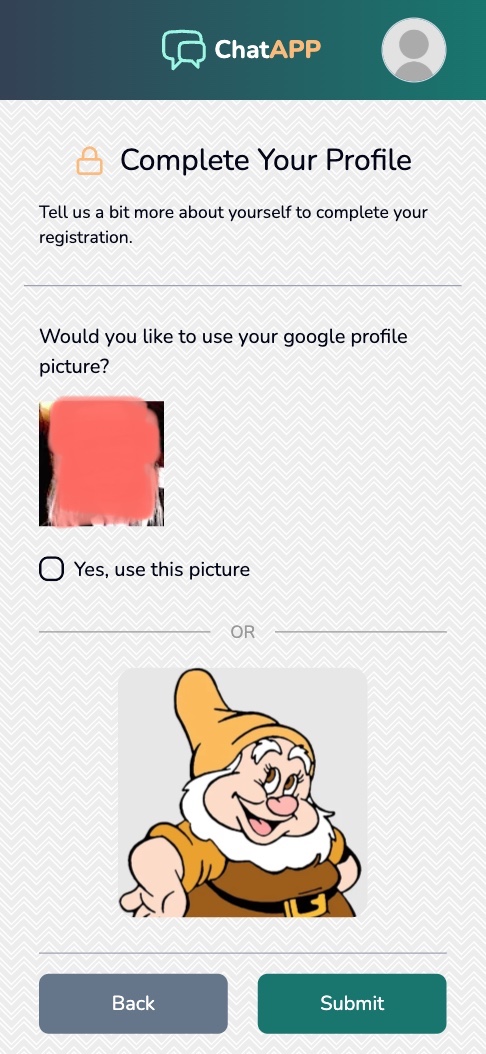 ChatAPP
Complete Your Profile
Tell us a bit more about yourself to complete your
registration.
Would you like to use your google profile
picture?
Yes, use this picture
OR
Back
Submit